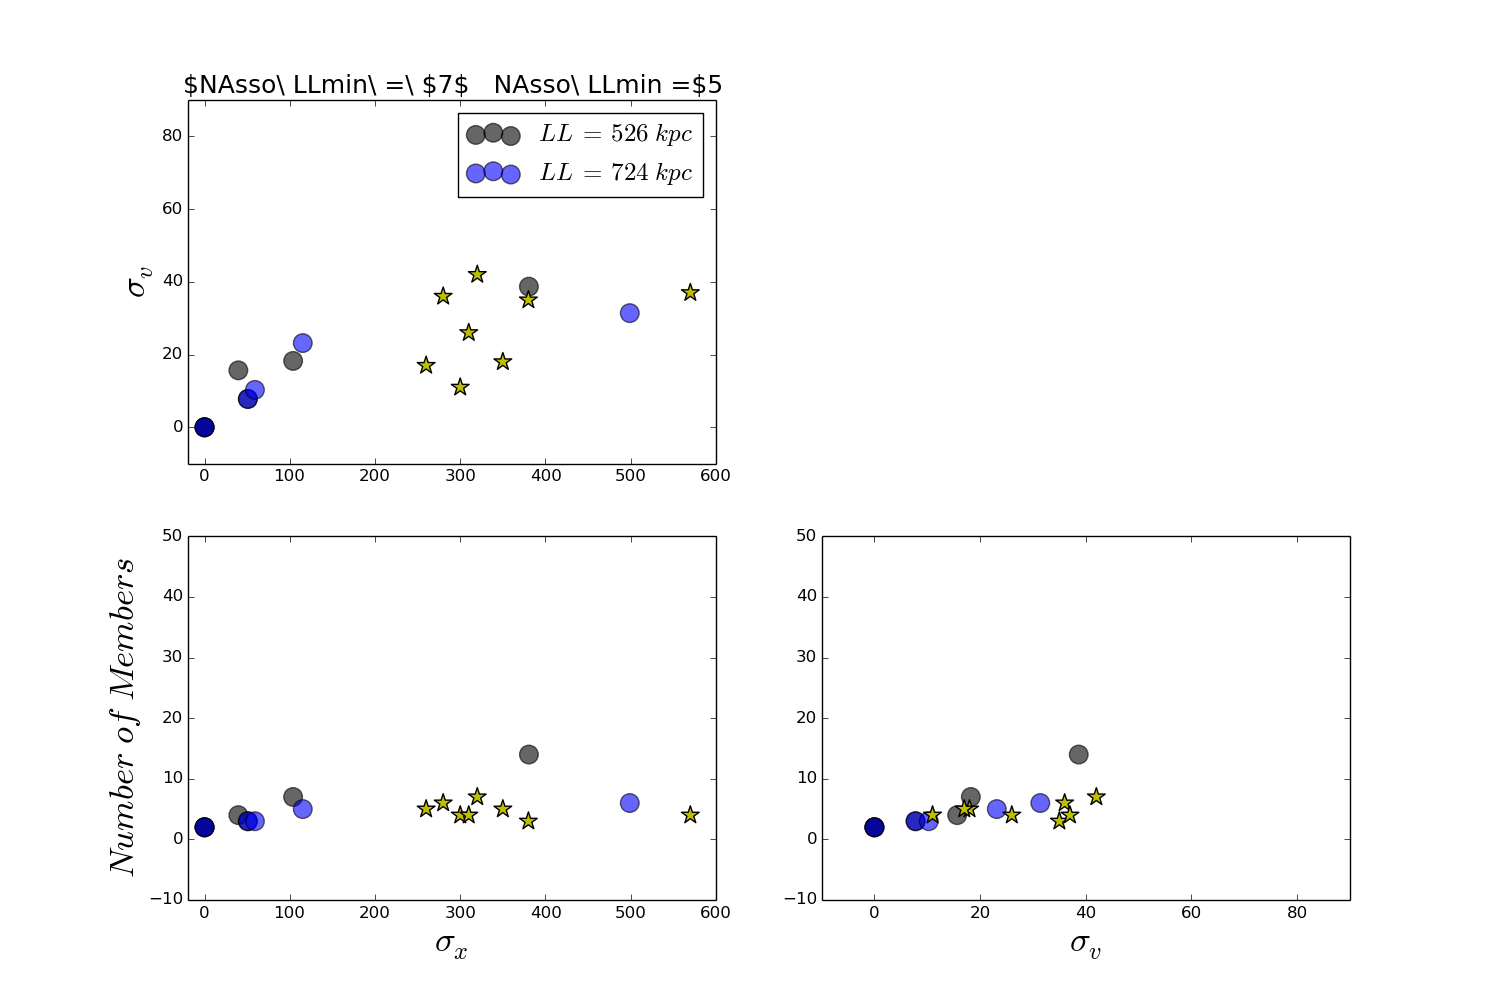 $NAsso\ LLmin\ =\ $7$   NAsso\ LLmin =$5
LL = 526 kpc
LL = 724 kpc
σ_v
80
60
40
20
0
0 100 200 300 400 500 600
Number of Members
50
40
30
20
10
0
−10
0 100 200 300 400 500 600
σ_x
50
40
30
20
10
0
−10
0 20 40 60 80
σ_v